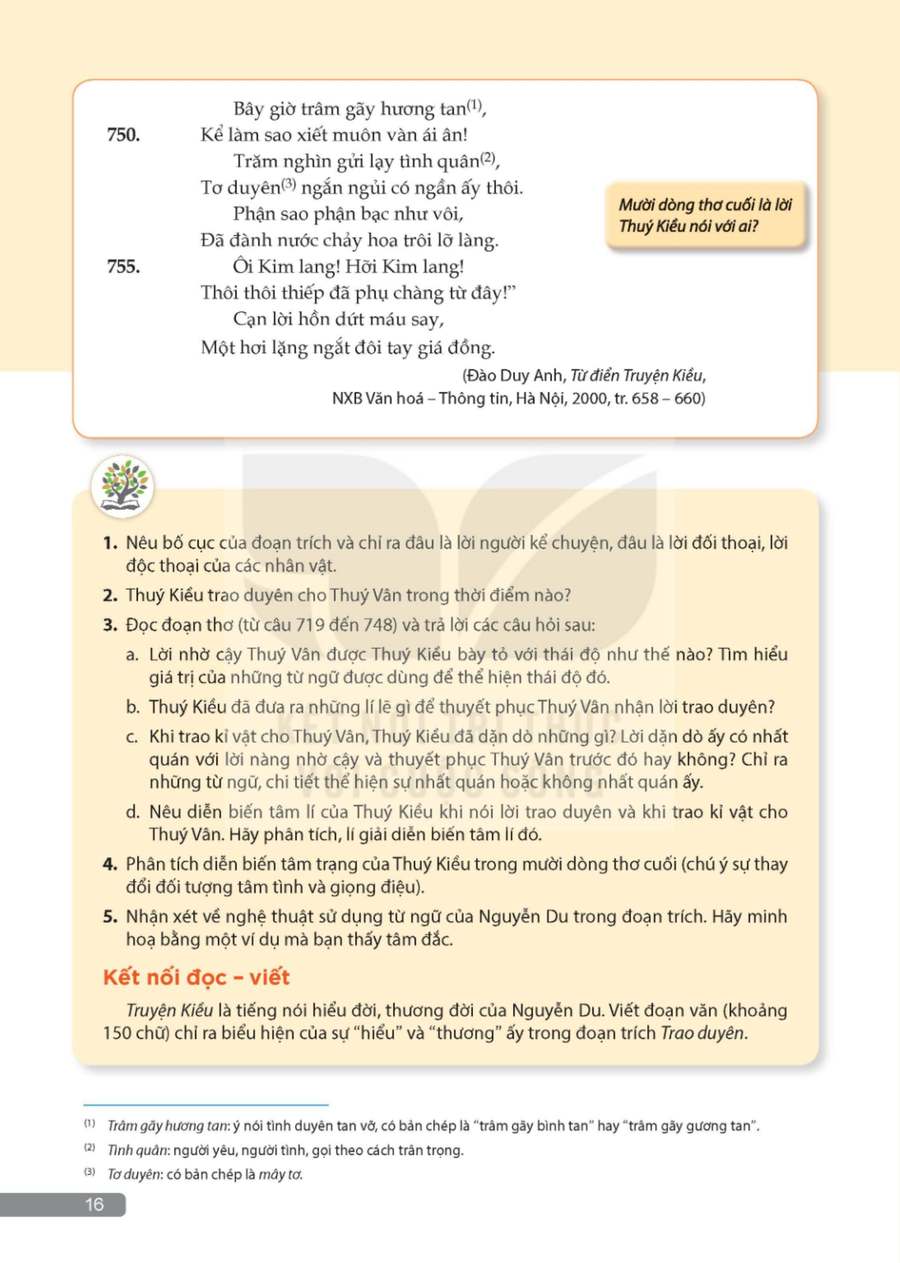 Bây giờ trâm gãy hương tan(1),
750. Kể làm sao xiết muôn vàn ái ân!
Trăm nghìn gửi lạy tình quân(2),
Tơ duyên(3) ngắn ngủi có ngần ấy thôi.
Phận sao phận bạc như vôi,
Đã đành nước chảy hoa trôi lỡ làng.
755. Ôi Kim lang! Hỡi Kim lang!
Thôi thôi thiếp đã phụ chàng từ đây!”
Cạn lời hồn dứt máu say,
Một hơi lặng ngắt đôi tay giá đồng.
Mười dòng thơ cuối là lời
Thuý Kiều nói với ai?
(Đào Duy Anh, Từ điển Truyện Kiều,
NXB Văn hoá – Thông tin, Hà Nội, 2000, tr. 658 – 660)
1. Nêu bố cục của đoạn trích và chỉ ra đâu là lời người kể chuyện, đâu là lời đối thoại, lời
độc thoại của các nhân vật.
2. Thuý Kiều trao duyên cho Thuý Vân trong thời điểm nào?
3. Đọc đoạn thơ (từ câu 719 đến 748) và trả lời các câu hỏi sau:
a. Lời nhờ cậy Thuý Vân được Thuý Kiều bày tỏ với thái độ như thế nào? Tìm hiểu
giá trị của những từ ngữ được dùng để thể hiện thái độ đó.
b. Thuý Kiều đã đưa ra những lí lẽ gì để thuyết phục Thuý Vân nhận lời trao duyên?
c. Khi trao kỉ vật cho Thuý Vân, Thuý Kiều đã dặn dò những gì? Lời dặn dò ấy có nhất
quán với lời nàng nhờ cậy và thuyết phục Thuý Vân trước đó hay không? Chỉ ra
những từ ngữ, chi tiết thể hiện sự nhất quán hoặc không nhất quán ấy.
d. Nêu diễn biến tâm lí của Thuý Kiều khi nói lời trao duyên và khi trao kỉ vật cho
Thuý Vân. Hãy phân tích, lí giải diễn biến tâm lí đó.
4. Phân tích diễn biến tâm trạng của Thuý Kiều trong mười dòng thơ cuối (chú ý sự thay
đổi đối tượng tâm tình và giọng điệu).
5. Nhận xét về nghệ thuật sử dụng từ ngữ của Nguyễn Du trong đoạn trích. Hãy minh
hoạ bằng một ví dụ mà bạn thấy tâm đắc.
Kết nối đọc – viết
Truyện Kiều là tiếng nói hiểu đời, thương đời của Nguyễn Du. Viết đoạn văn (khoảng
150 chữ) chỉ ra biểu hiện của sự “hiểu” và “thương” ấy trong đoạn trích Trao duyên.
KẾT NỐI TRI THỨC
VỚI CUỘC SỐNG
(1) Trâm gãy hương tan: ý nói tình duyên tan vỡ, có bản chép là “trâm gãy bình tan” hay “trâm gãy gương tan”.
(2) Tình quân: người yêu, người tình, gọi theo cách trân trọng.
(3) Tơ duyên: có bản chép là mây tơ.
16